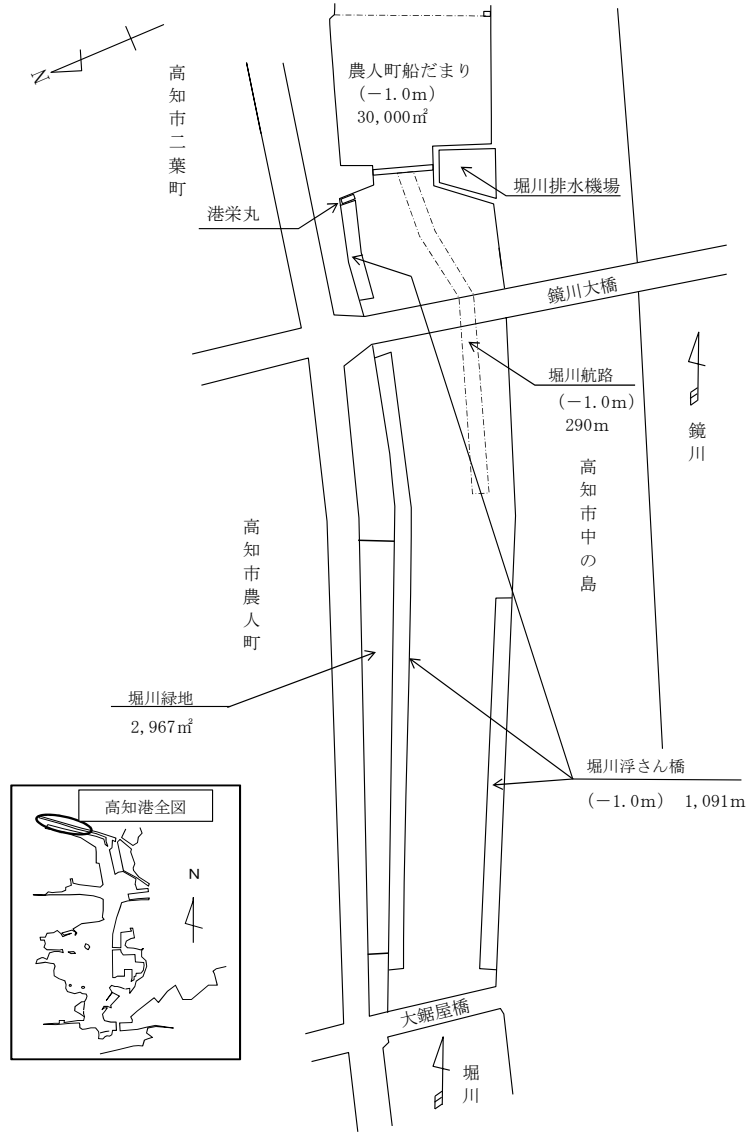 N
高知市二葉町
農人町船だまり
(－1.0m)
30,000㎡
堀川排水機場
港栄丸
鏡川大橋
堀川航路
(－1.0m)
290m
鏡川
高知市中の島
高知市農人町
堀川緑地
2,967㎡
堀川浮さん橋
(－1.0m) 1,091m
高知港全図
N
大鋸屋橋
堀川